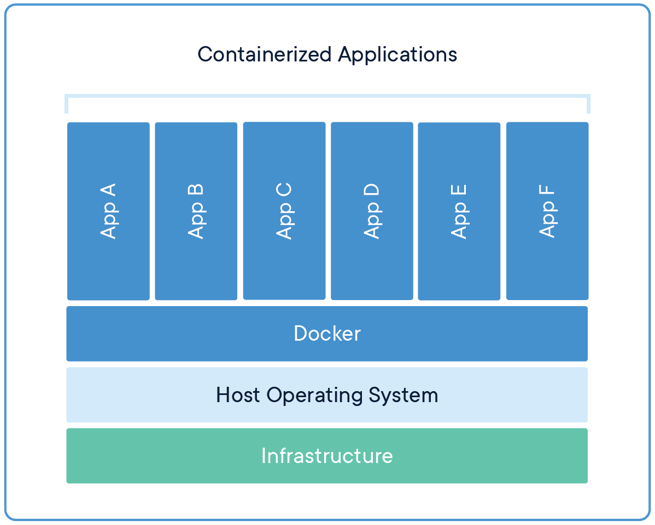 Containerized Applications
App A
App B
App C
App D
App E
App F
Docker
Host Operating System
Infrastructure